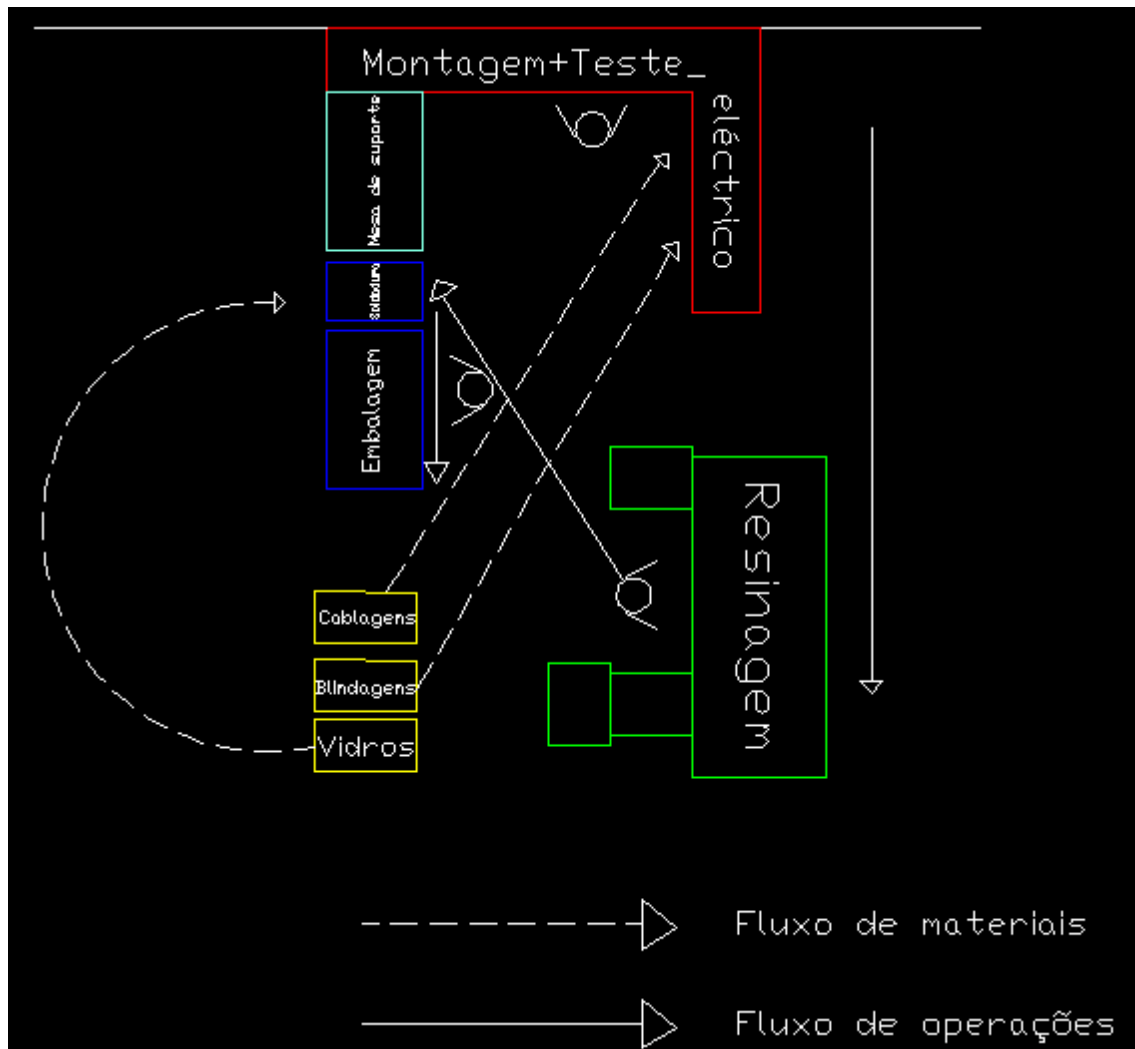 Montagem+Teste_
eléctrico
Mesa de suporte
Soldadura
Embalagem
Cablagens
Blindagens
Vidros
Resinagem
Fluxo de materiais
Fluxo de operações